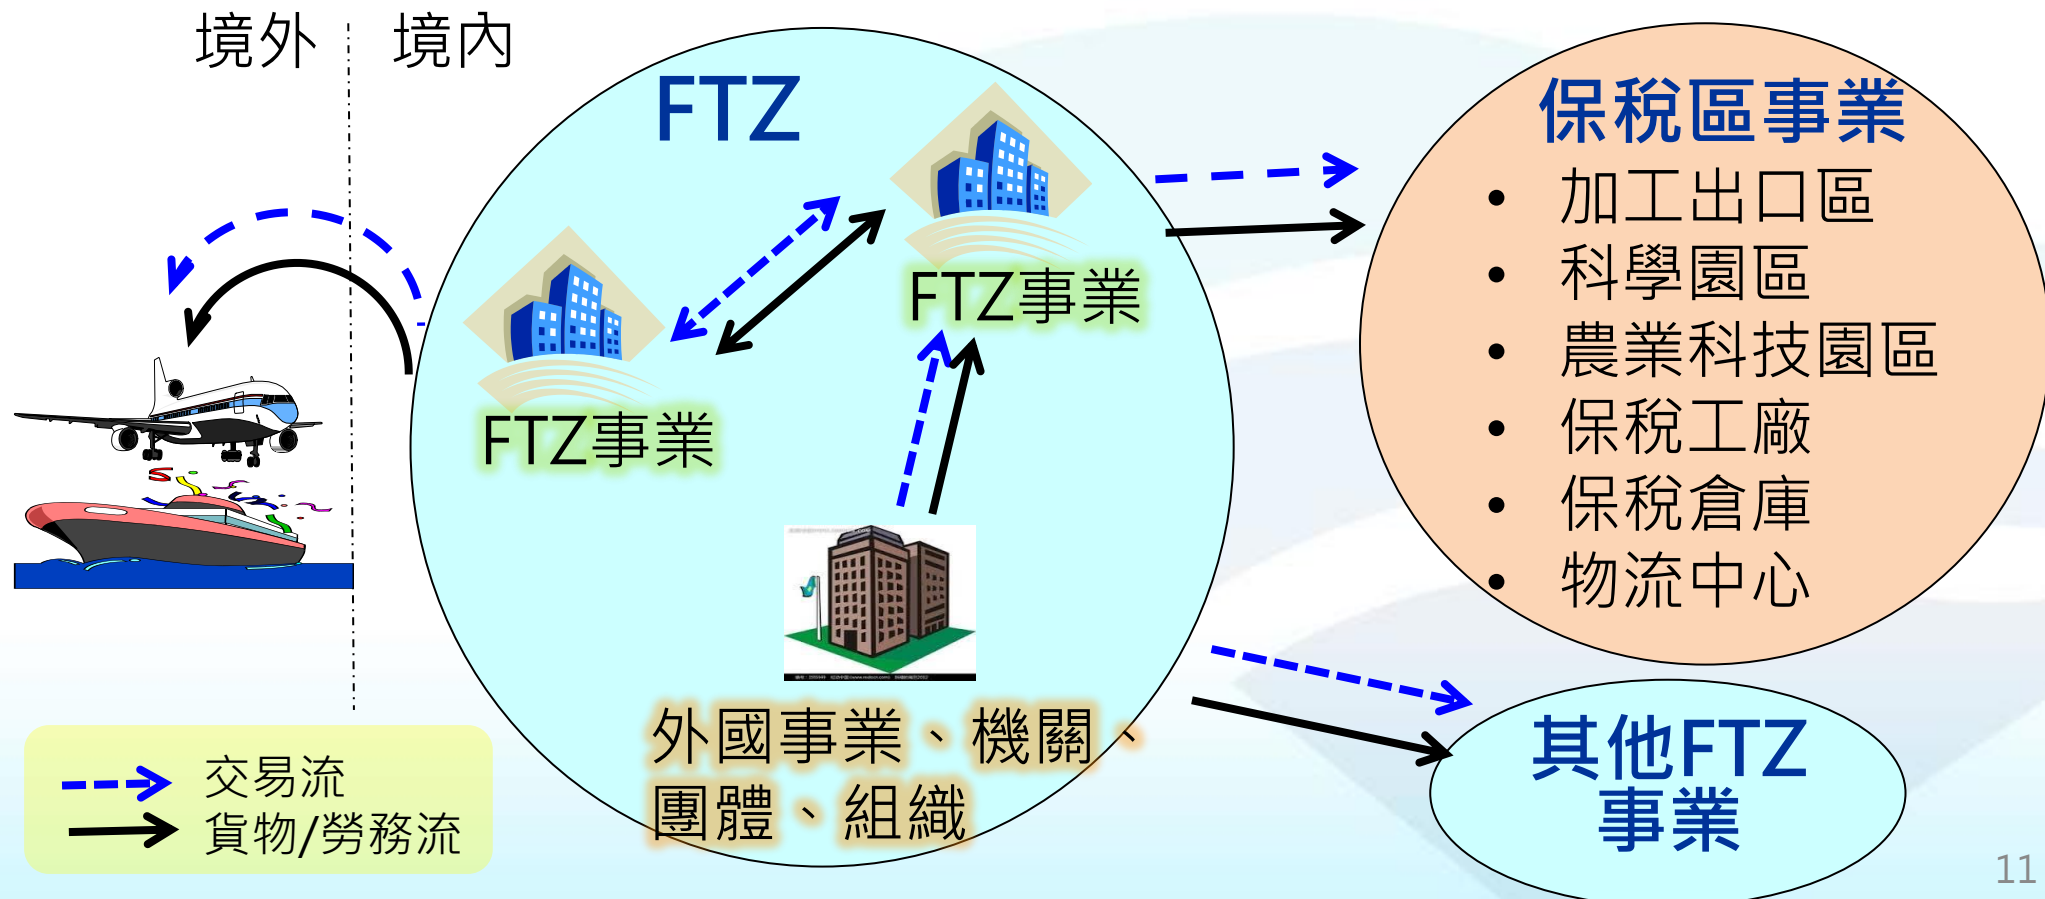 境外
境內
FTZ
FTZ事業
FTZ事業
外國事業、機關、
團體、組織
保稅區事業
• 加工出口區
• 科學園區
• 農業科技園區
• 保稅工廠
• 保稅倉庫
• 物流中心
其他FTZ
事業
交易流
貨物/勞務流
11